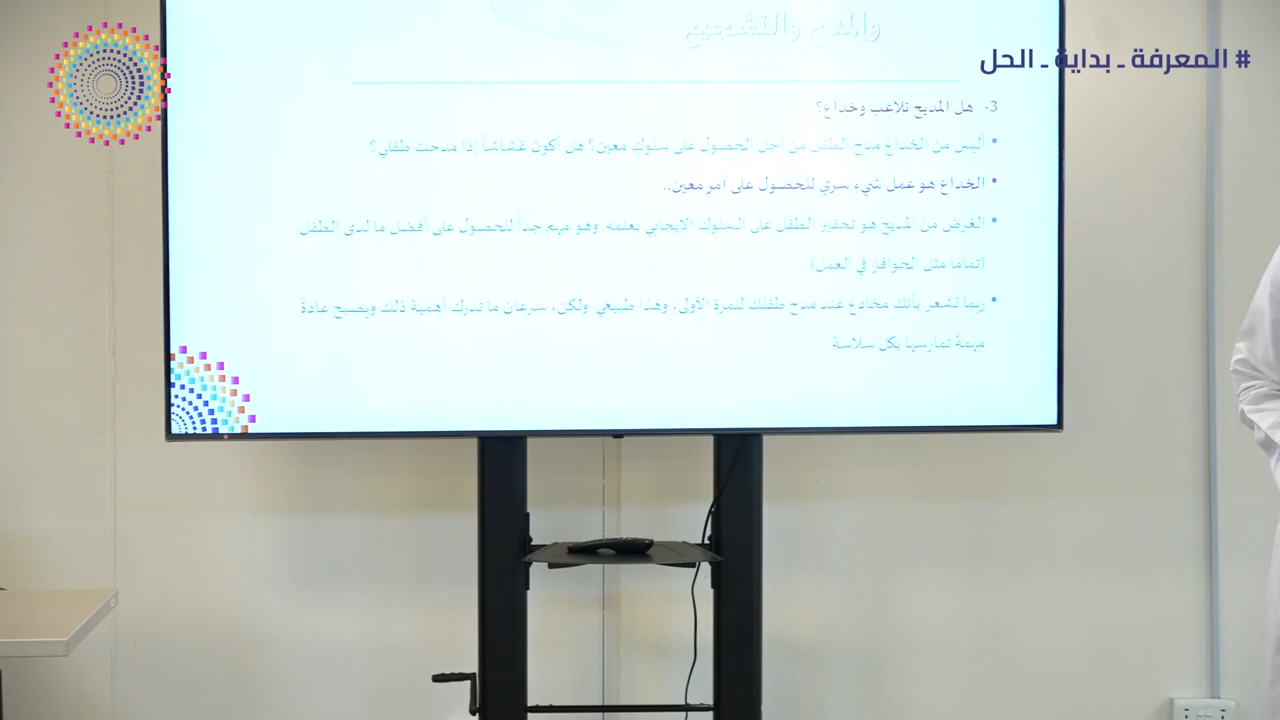 # المعرفة ـ بداية ـ الحل
والمدح والتشجيع
3- هل المديح تلاعب وخداع؟
• أليس من الخداع مدح الطفل من أجل الحصول على سلوك معين؟ هل أكون غشاشاً إذا مدحت طفلي؟
• الخداع هو عمل شيء سري للحصول على أمر معين..
• الغرض من المديح هو تحفيز الطفل على السلوك الايجابي بعلمه وهو مهم جداً للحصول على أفضل ما لدى الطفل
(تماما مثل الحوافز في العمل)
• ربما تشعر بأنك مخادع عند مدح طفلك للمرة الأولى، وهذا طبيعي ولكن، سرعان ما تدرك أهمية ذلك ويصبح عادةً
مهمةً تمارسها بكل سلاسة